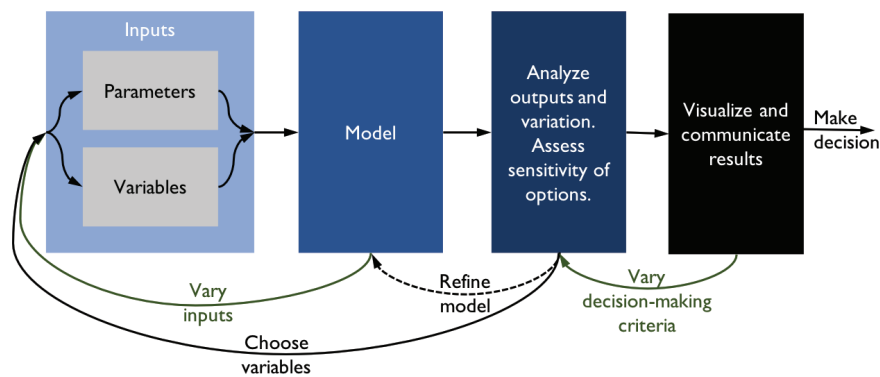 Inputs
Parameters
Variables
Model
Analyze
outputs and
variation.
Assess
sensitivity of
options.
Visualize and
communicate
results
Make
decision
Vary
inputs
Refine
model
Vary
decision-making
criteria
Choose
variables